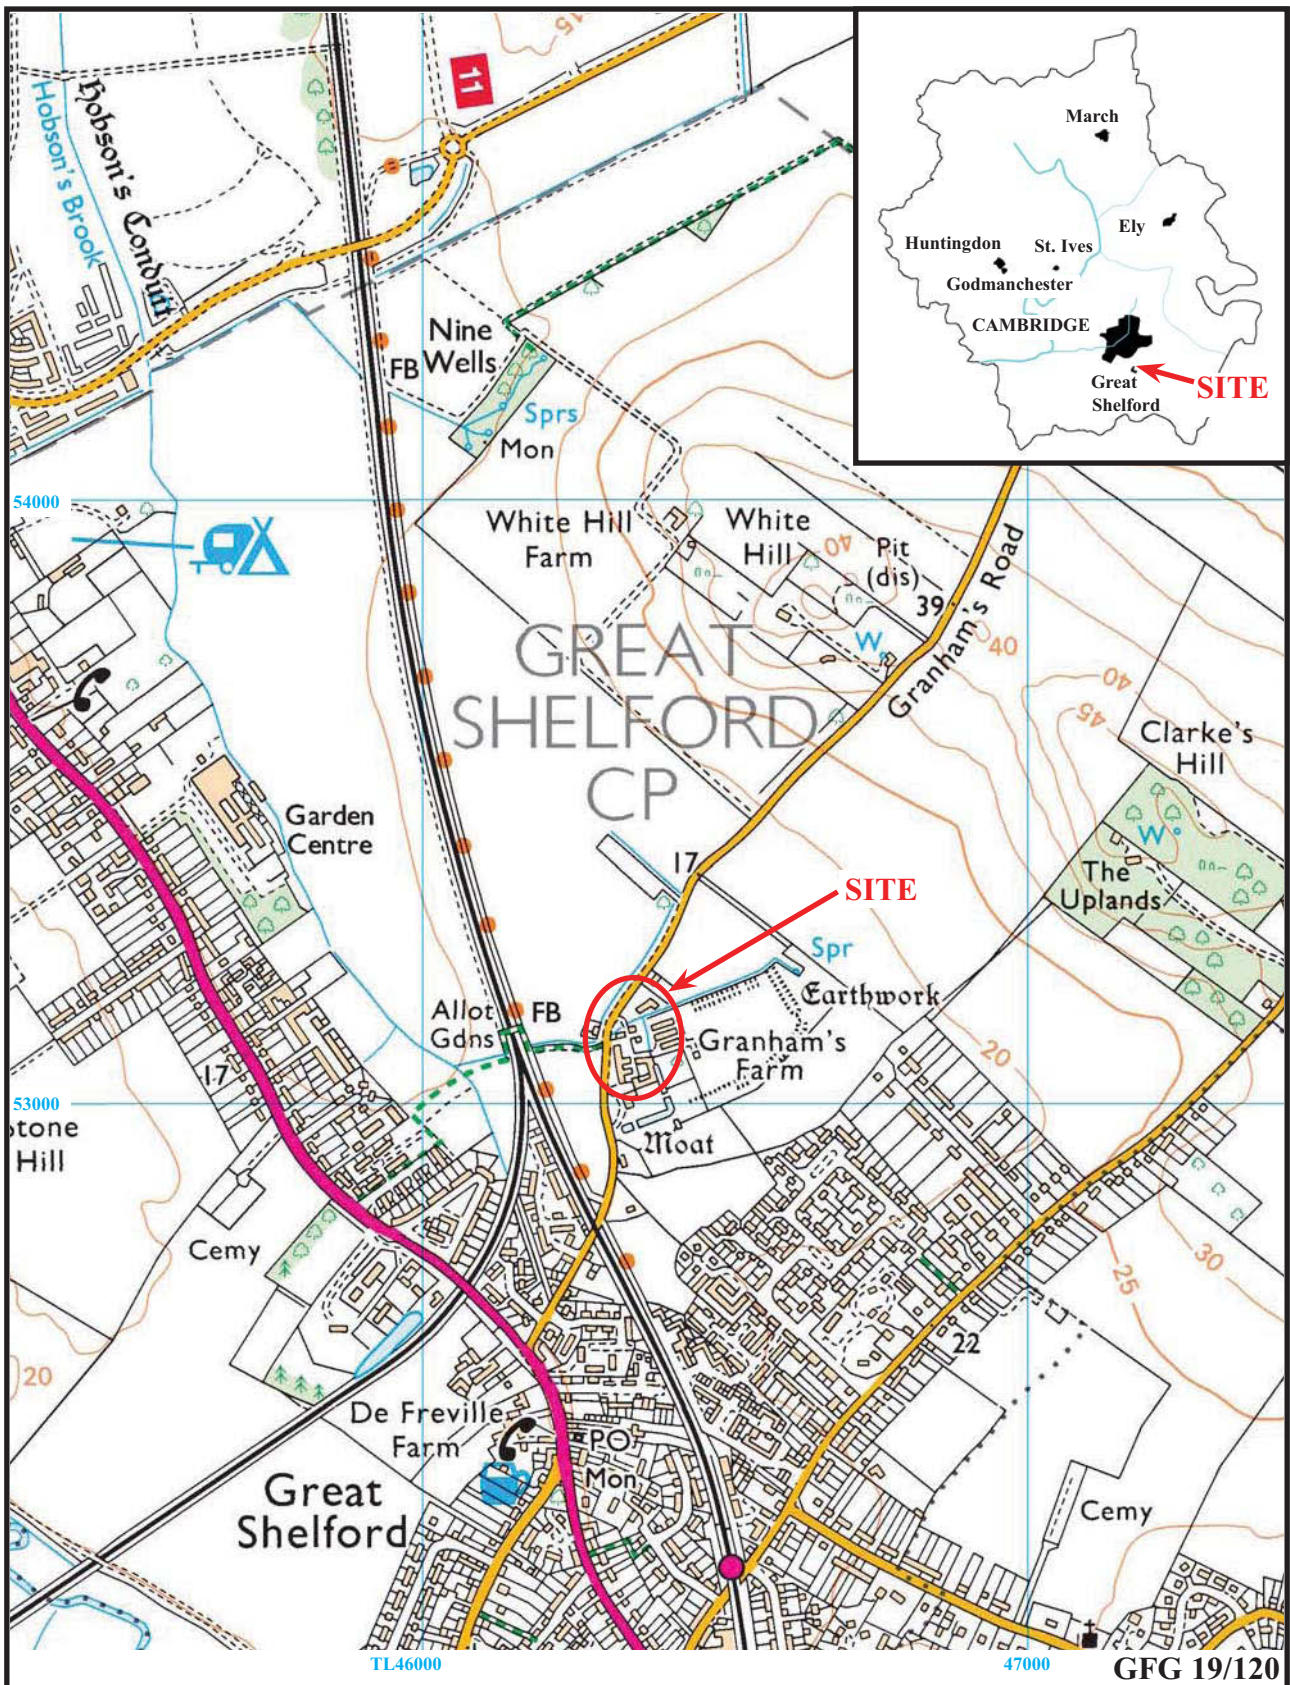 15
11
Hobson's Brook
Hobson's Conduit
March
Ely
Huntingdon
St. Ives
Godmanchester
CAMBRIDGE
Great
Shelford
SITE
Nine
Wells
FB
Sprs
Mon
54000
White Hill
Farm
White
Hill
40
Pit
(dis)
39
40
W
Granham's Road
GREAT
SHELFORD
CP
40
45
Clarke's
Hill
W
The
Uplands
Garden
Centre
17
SITE
Spr
Earthwork
Allot
Gdns
FB
Granham's
Farm
20
17
53000
stone
Hill
Moat
Cemy
30
25
22
20
De Freville
Farm
PO
Mon
Great
Shelford
Cemy
TL46000
47000
GFG 19/120